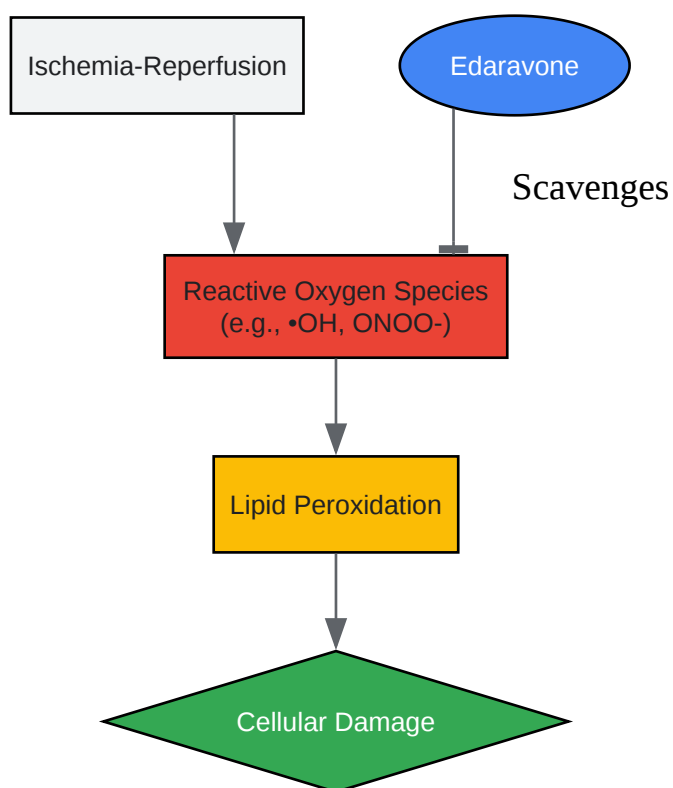 Ischemia-Reperfusion
Edaravone
Scavenges
Reactive Oxygen Species
(e.g., •OH, ONOO-)
Lipid Peroxidation
Cellular Damage